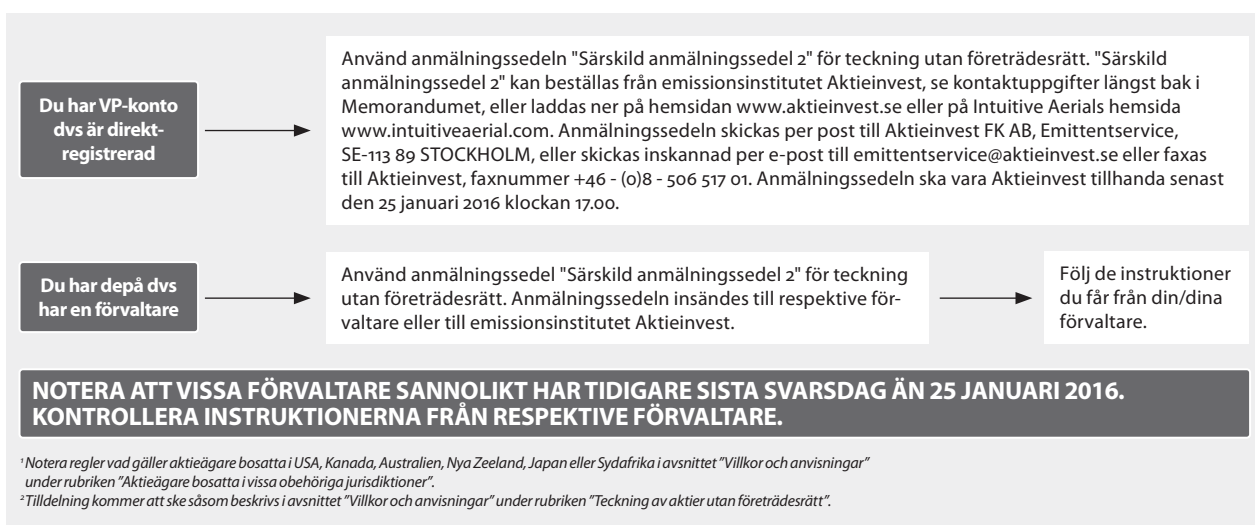 Du har VP-konto
dvs är direkt-
registrerad
Använd anmälningssedeln "Särskild anmälningssedel 2" för teckning utan företrädesrätt. "Särskild
anmälningssedel 2" kan beställas från emissionsinstitutet Aktieinvest, se kontaktuppgifter längst bak i
Memorandumet, eller laddas ner på hemsidan www.aktieinvest.se eller på Intuitive Aerials hemsida
www.intuitiveaerial.com. Anmälningssedeln skickas per post till Aktieinvest FK AB, Emittentservice,
SE-113 89 STOCKHOLM, eller skickas inskannad per e-post till emittentservice@aktieinvest.se eller faxas
till Aktieinvest, faxnummer +46 - (0)8 - 506 517 01. Anmälningssedeln ska vara Aktieinvest tillhanda senast
den 25 januari 2016 klockan 17.00.
Du har depå dvs
har en förvaltare
Använd anmälningssedel "Särskild anmälningssedel 2" för teckning
utan företrädesrätt. Anmälningssedeln insändes till respektive för-
valtare eller till emissionsinstitutet Aktieinvest.
Följ de instruktioner
du får från din/dina
förvaltare.
NOTERA ATT VISSA FÖRVALTARE SANNOLIKT HAR TIDIGARE SISTA SVARSDAG ÄN 25 JANUARI 2016.
KONTROLLERA INSTRUKTIONERNA FRÅN RESPEKTIVE FÖRVALTARE.
¹ Notera regler vad gäller aktieägare bosatta i USA, Kanada, Australien, Nya Zeeland, Japan eller Sydafrika i avsnittet ”Villkor och anvisningar”
under rubriken ”Aktieägare bosatta i vissa obehöriga jurisdiktioner”.
² Tilldelning kommer att ske såsom beskrivs i avsnittet ”Villkor och anvisningar” under rubriken ”Teckning av aktier utan företrädesrätt”.